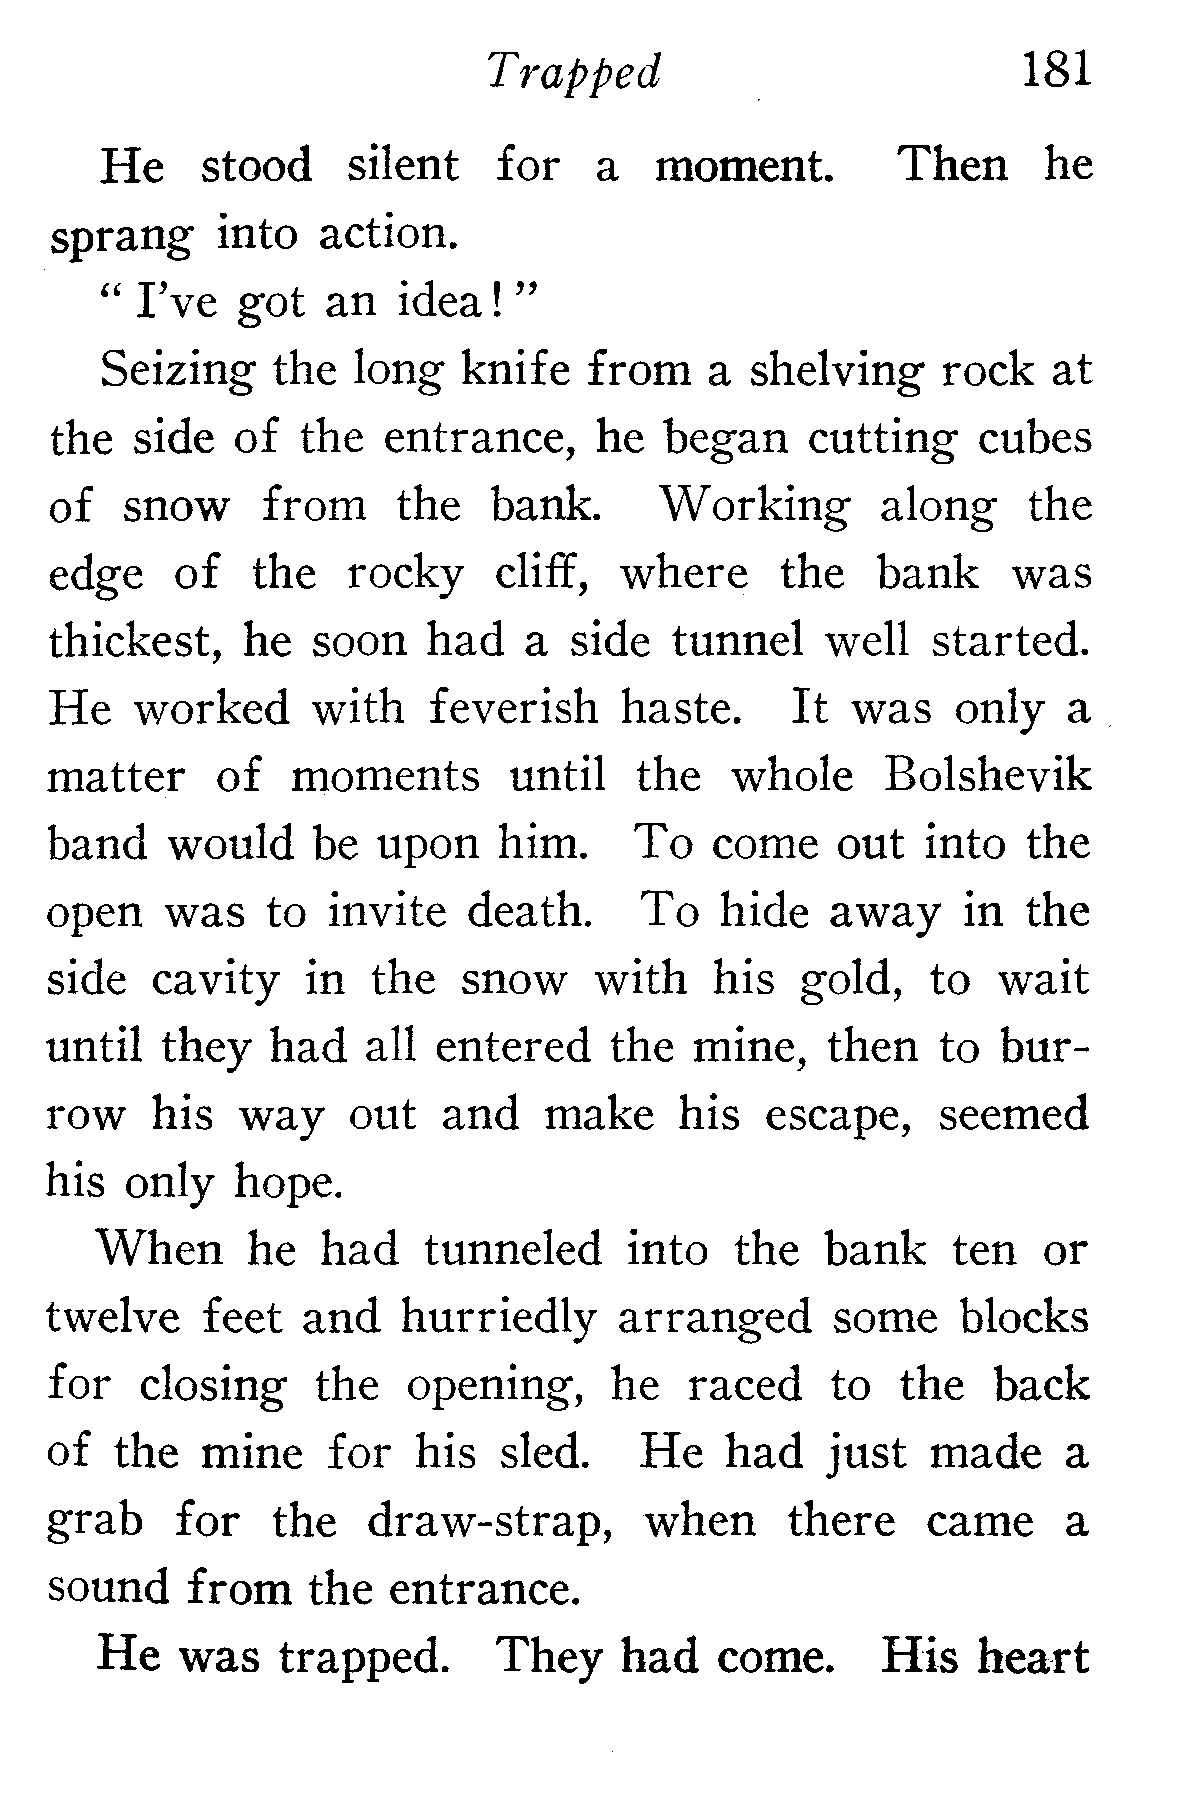 Trapped 181
He stood silent for a moment. Then he
sprang into action.
“ I’ve got an idea! ”
Seizing the long knife from a shelving rock at
the side of the entrance, he began cutting cubes
of snow from the bank. Working along the
edge of the rocky cliff, where the bank was
thickest, he soon had a side tunnel well started.
He worked with feverish haste. It was only a
matter of moments until the whole Bolshevik
band would be upon him. To come out into the
open was to invite death. To hide away in the
side cavity in the snow with his gold, to wait
until they had all entered the mine, then to bur-
row his way out and make his escape, seemed
his only hope.
When he had tunneled into the bank ten or
twelve feet and hurriedly arranged some blocks
for closing the opening, he raced to the back
of the mine for his sled. He had just made a
grab for the draw-strap, when there came a
sound from the entrance.
He was trapped. They had come. His heart